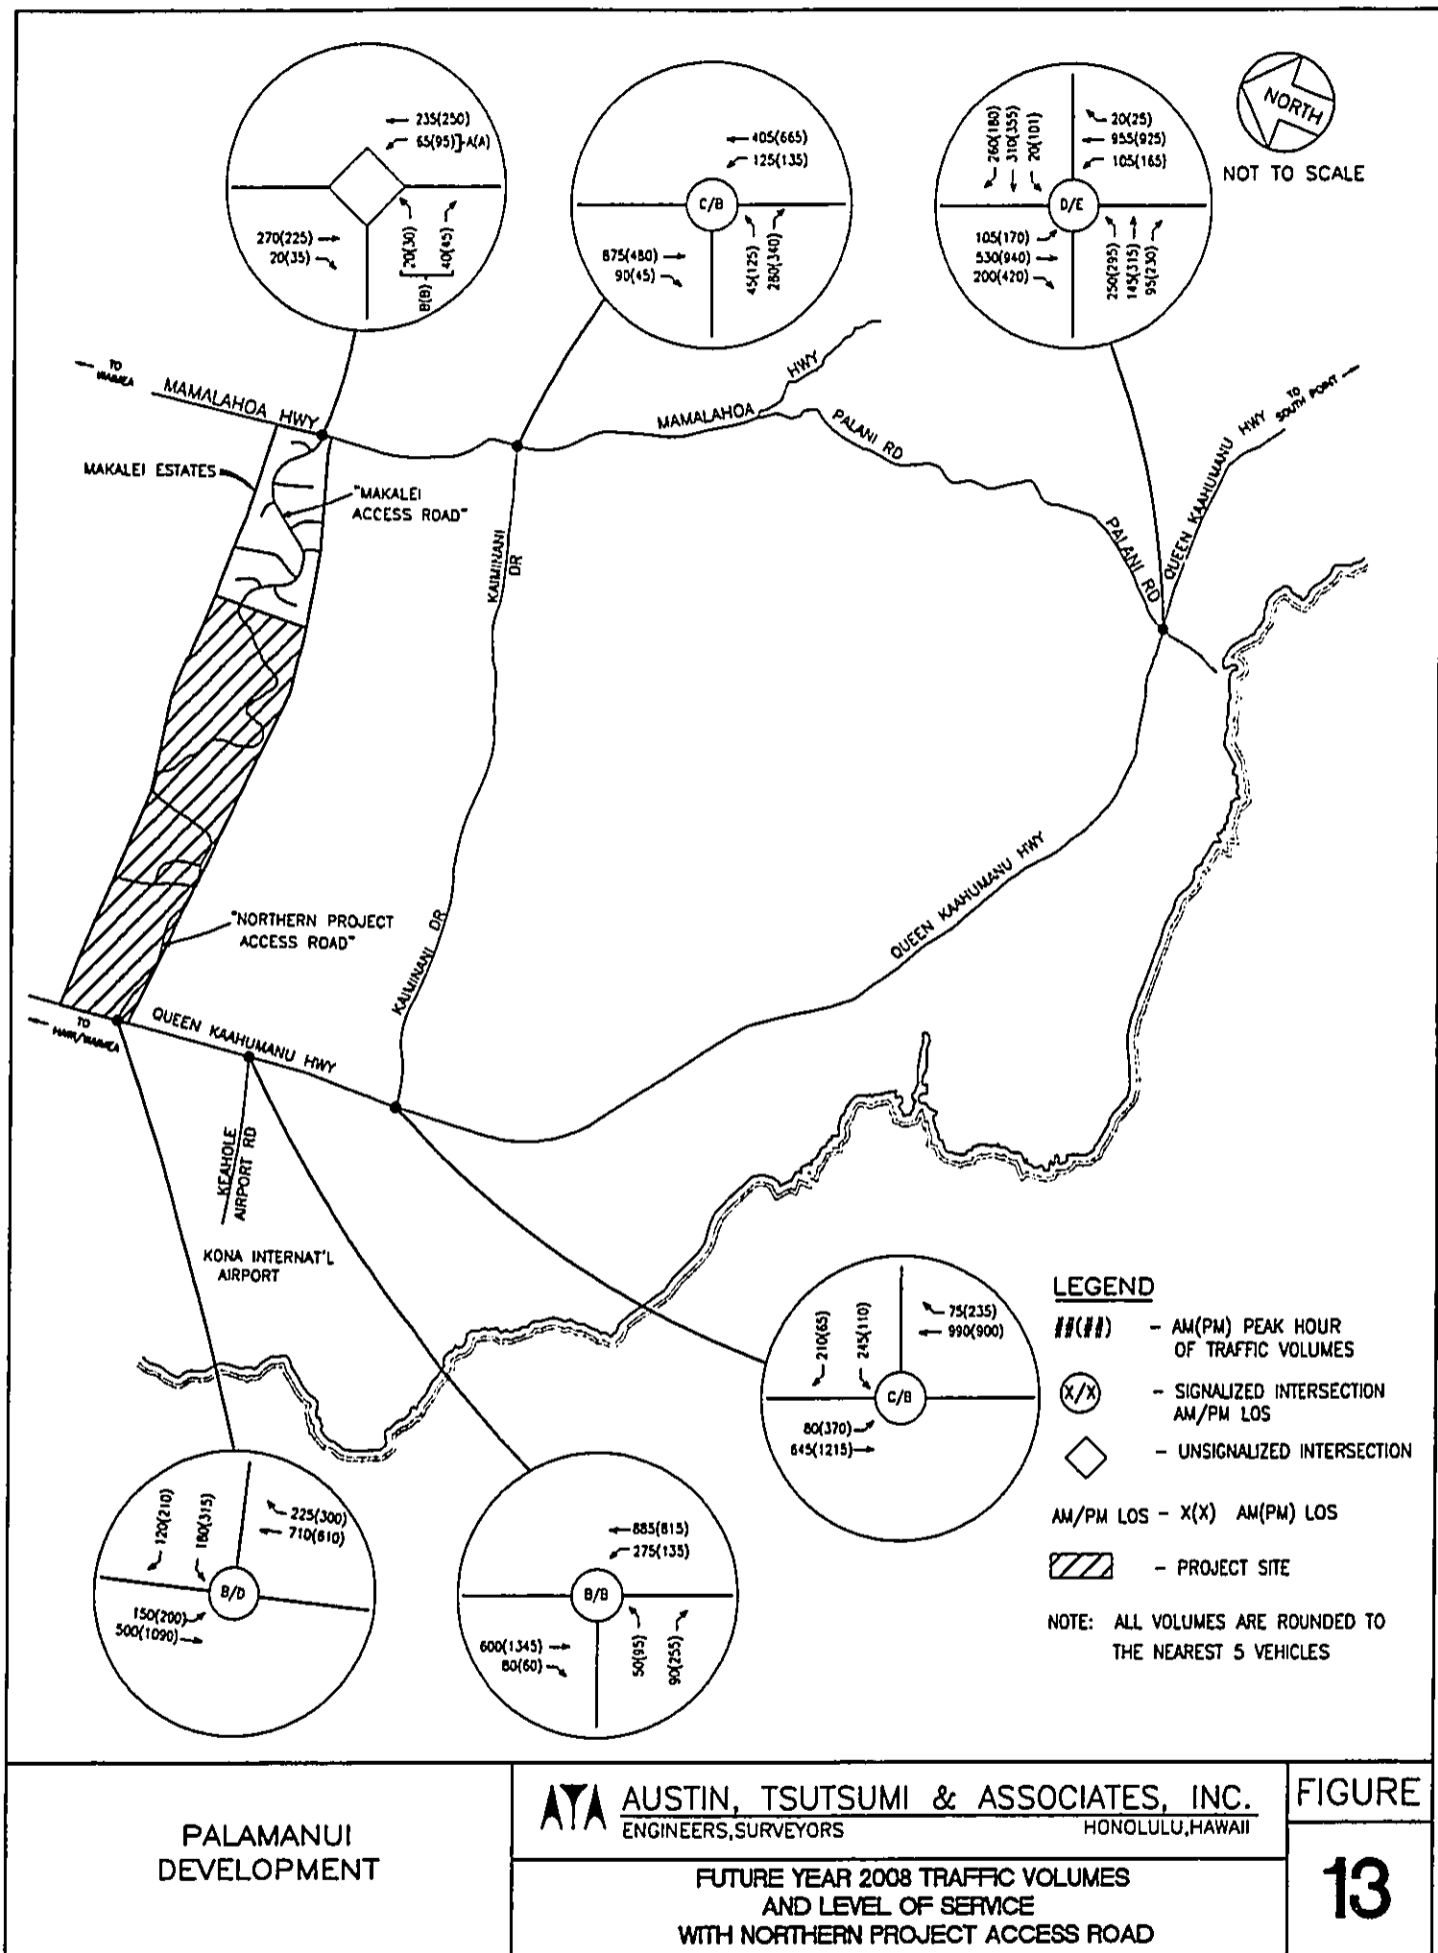 235(250)
65(95)]-A(A)
270(225)
20(35)
20(30)
40(45)
B(B)
405(665)
125(135)
C/B
875(480)
90(45)
45(125)
280(340)
260(180)
310(355)
20(101)
20(25)
955(925)
105(165)
D/E
105(170)
530(940)
200(420)
250(295)
145(315)
95(230)
NORTH
NOT TO SCALE
TO
WAIMEA
MAMALAHOA HWY
MAMALAHOA
HWY
PALANI RD
QUEEN KAAHUMANU HWY
TO
SOUTH POINT
MAKALEI ESTATES
"MAKALEI
ACCESS ROAD"
KAIMINANI
DR
PALANI RD
QUEEN KAAHUMANU HWY
"NORTHERN PROJECT
ACCESS ROAD"
KAIMINANI DR
TO
QUEEN KAAHUMANU HWY
KEAHOLE
AIRPORT RD
KONA INTERNAT'L
AIRPORT
210(65)
245(110)
75(235)
990(900)
C/B
80(370)
645(1215)
LEGEND
##(##) - AM(PM) PEAK HOUR
OF TRAFFIC VOLUMES
X/X - SIGNALIZED INTERSECTION
AM/PM LOS
- UNSIGNALIZED INTERSECTION
AM/PM LOS - X(X) AM(PM) LOS
- PROJECT SITE
NOTE: ALL VOLUMES ARE ROUNDED TO
THE NEAREST 5 VEHICLES
120(210)
180(315)
225(300)
710(610)
B/D
150(200)
500(1090)
885(815)
275(135)
B/B
600(1345)
80(60)
50(95)
90(255)
PALAMANUI
DEVELOPMENT
ATA AUSTIN, TSUTSUMI & ASSOCIATES, INC.
ENGINEERS, SURVEYORS HONOLULU, HAWAII
FUTURE YEAR 2008 TRAFFIC VOLUMES
AND LEVEL OF SERVICE
WITH NORTHERN PROJECT ACCESS ROAD
FIGURE
13